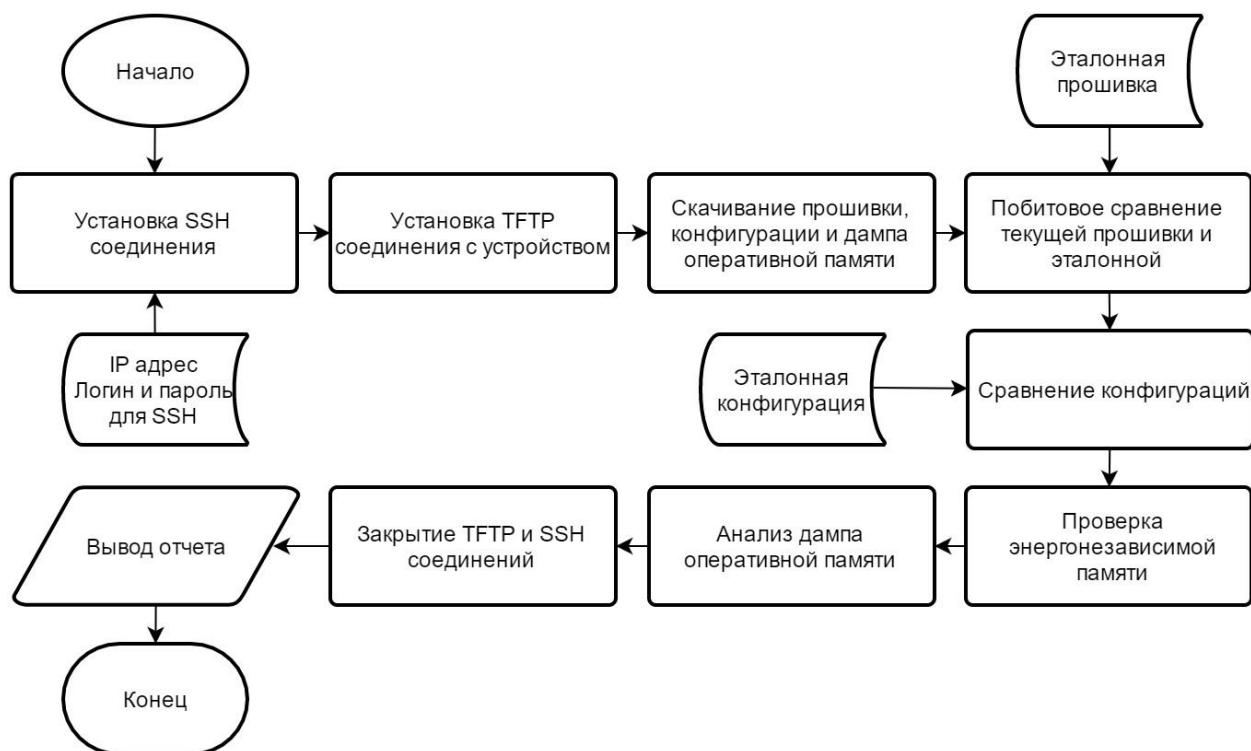 Начало
Эталонная
прошивка
Установка SSH
соединения
Установка TFTP
соединения с устройством
Скачивание прошивки,
конфигурации и дампа
оперативной памяти
Побитовое сравнение
текущей прошивки и
эталонной
IP адрес
Логин и пароль
для SSH
Эталонная
конфигурация
Сравнение конфигураций
Вывод отчета
Закрытие TFTP и SSH
соединений
Анализ дампа
оперативной памяти
Проверка
энергонезависимой
памяти
Конец